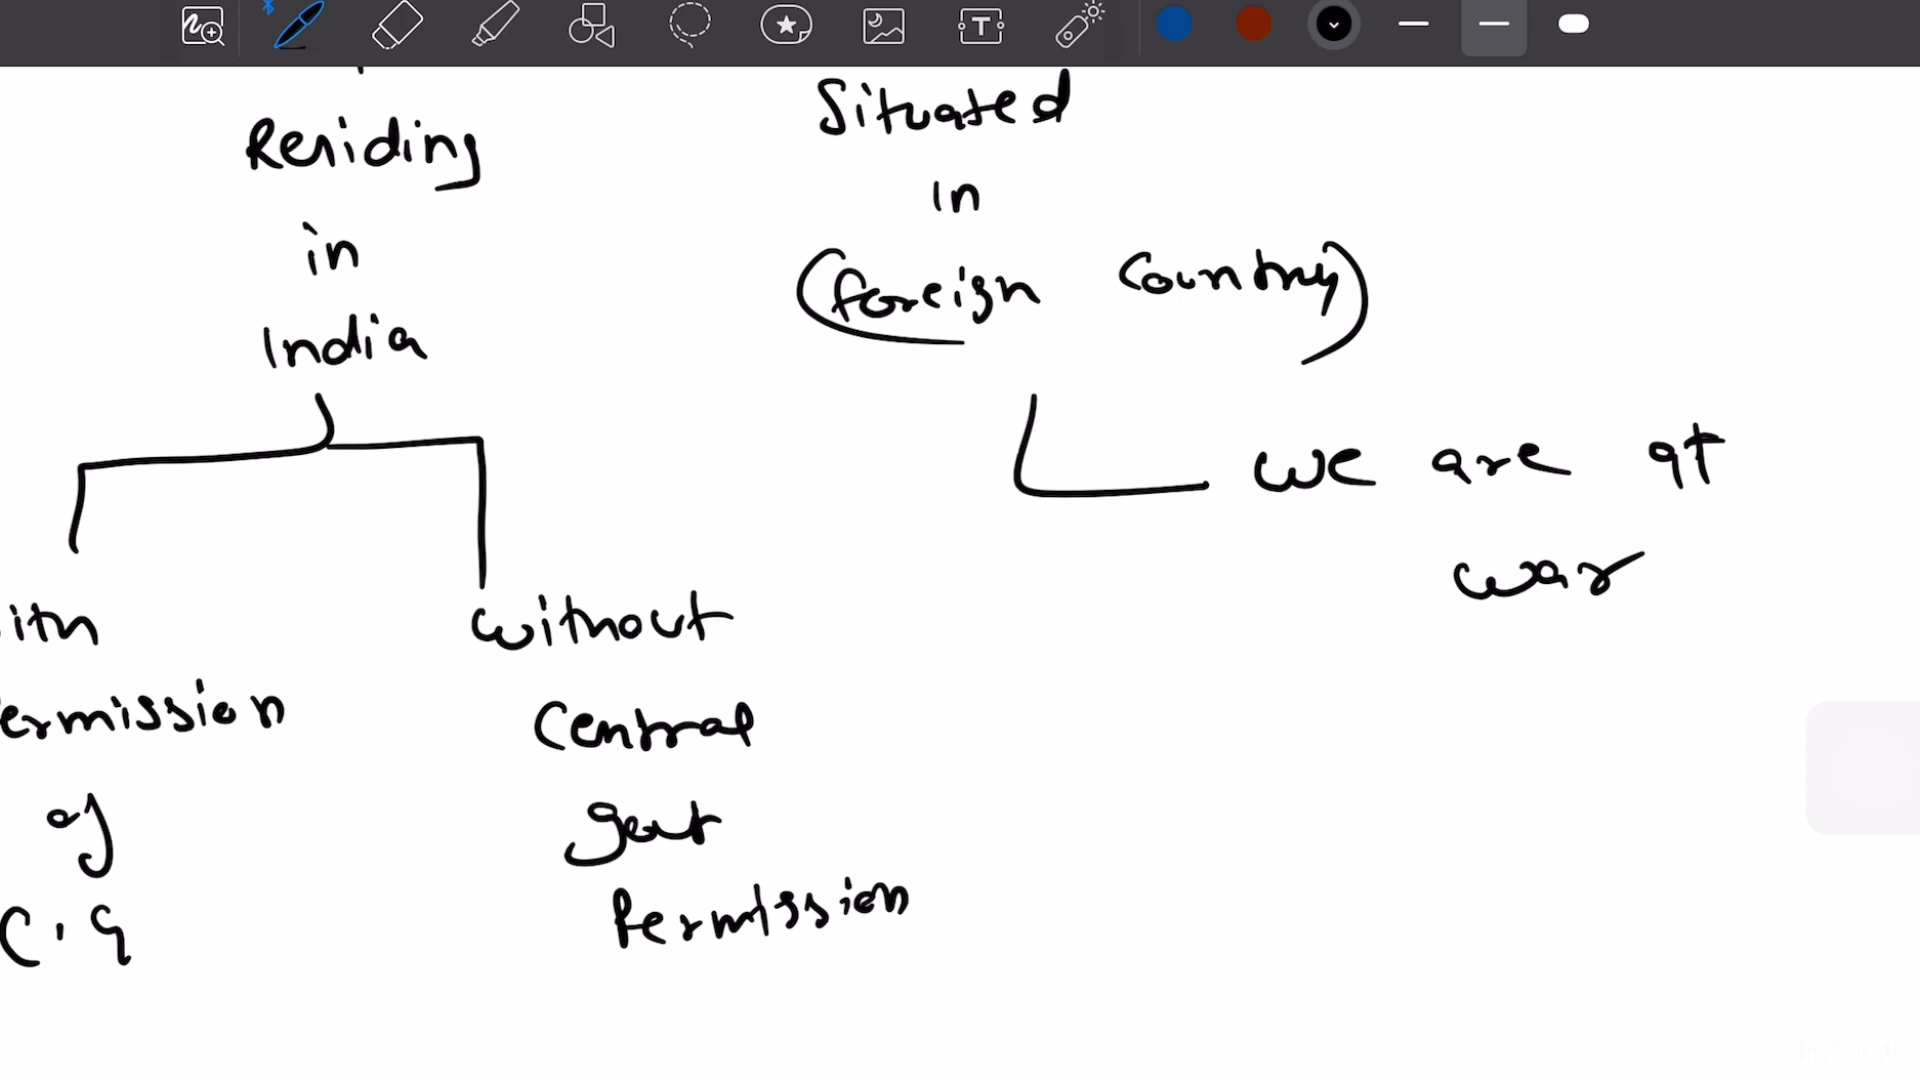 Residing
in
India
Situated
in
(foreign Country)
we are at
war
ith
ermission
of
C.G
without
Central
govt
Permission